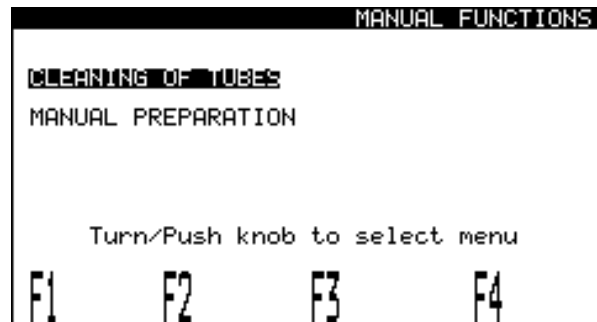 MANUAL FUNCTIONS
CLEANING OF TUBES
MANUAL PREPARATION
Turn/Push knob to select menu
F1 F2 F3 F4